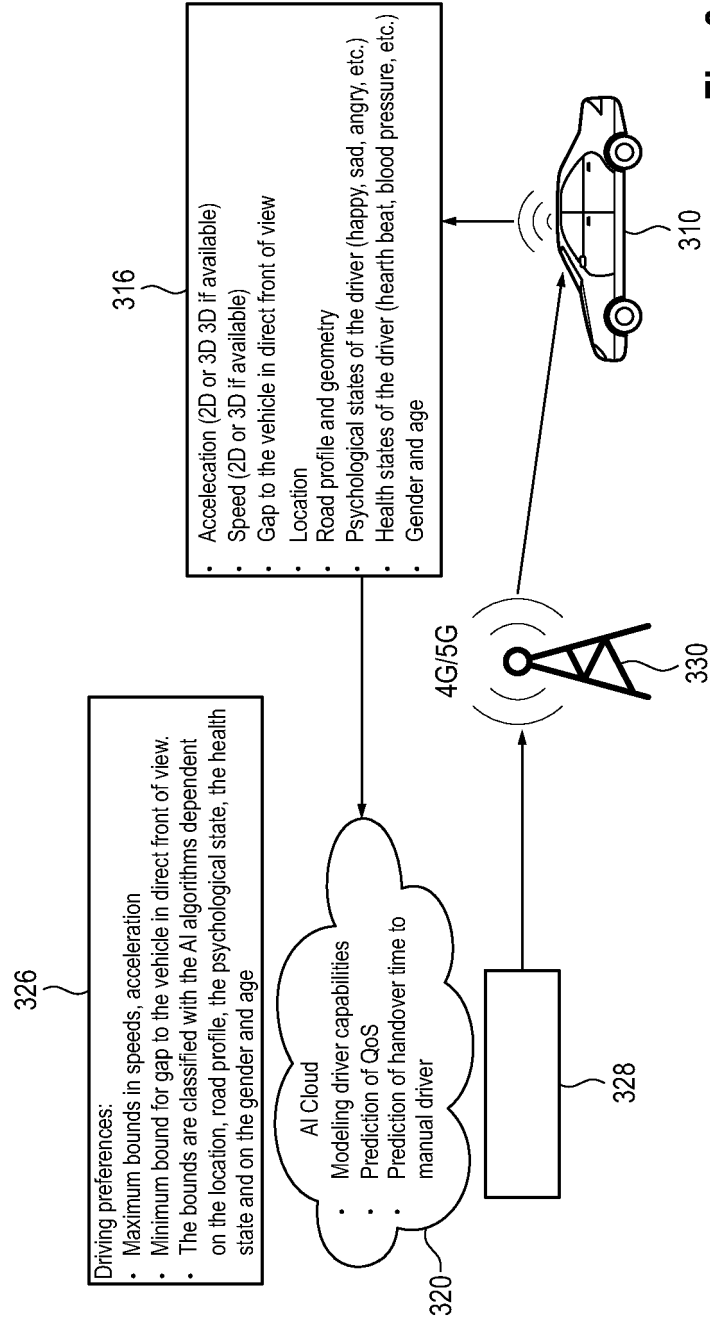 316
• Accelecation (2D or 3D 3D if available)
• Speed (2D or 3D if available)
• Gap to the vehicle in direct front of view
• Location
• Road profile and geometry
• Psychological states of the driver (happy, sad, angry, etc.)
• Health states of the driver (hearth beat, blood pressure, etc.)
• Gender and age
326
Driving preferences:
• Maximum bounds in speeds, acceleration
• Minimum bound for gap to the vehicle in direct front of view.
• The bounds are classified with the AI algorithms dependent
on the location, road profile, the psychological state, the health
state and on the gender and age
AI Cloud
• Modeling driver capabilities
• Prediction of QoS
• Prediction of handover time to
manual driver
320
328
4G/5G
330
310